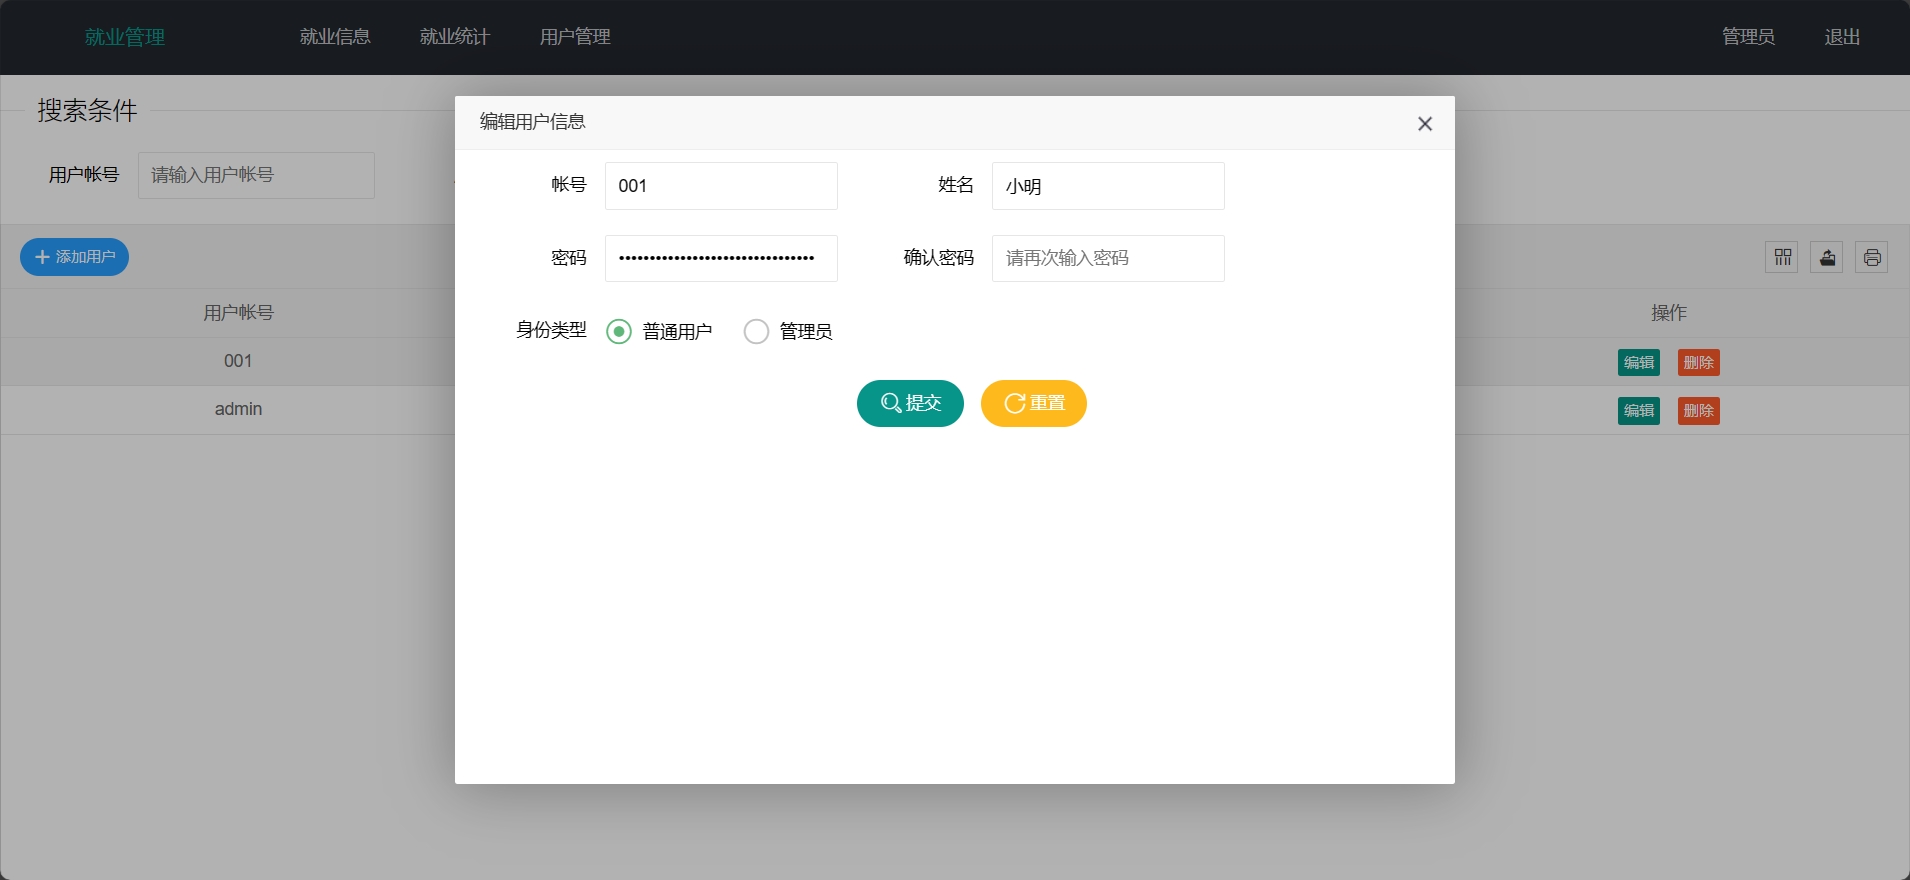 就业管理 就业信息 就业统计 用户管理 管理员 退出
搜索条件
用户帐号 请输入用户帐号
添加用户
用户帐号 操作
001 编辑 删除
admin 编辑 删除
编辑用户信息
帐号 001 姓名 小明
密码 •••••••••••••••••••••••••••••••• 确认密码 请再次输入密码
身份类型 普通用户 管理员
提交 重置